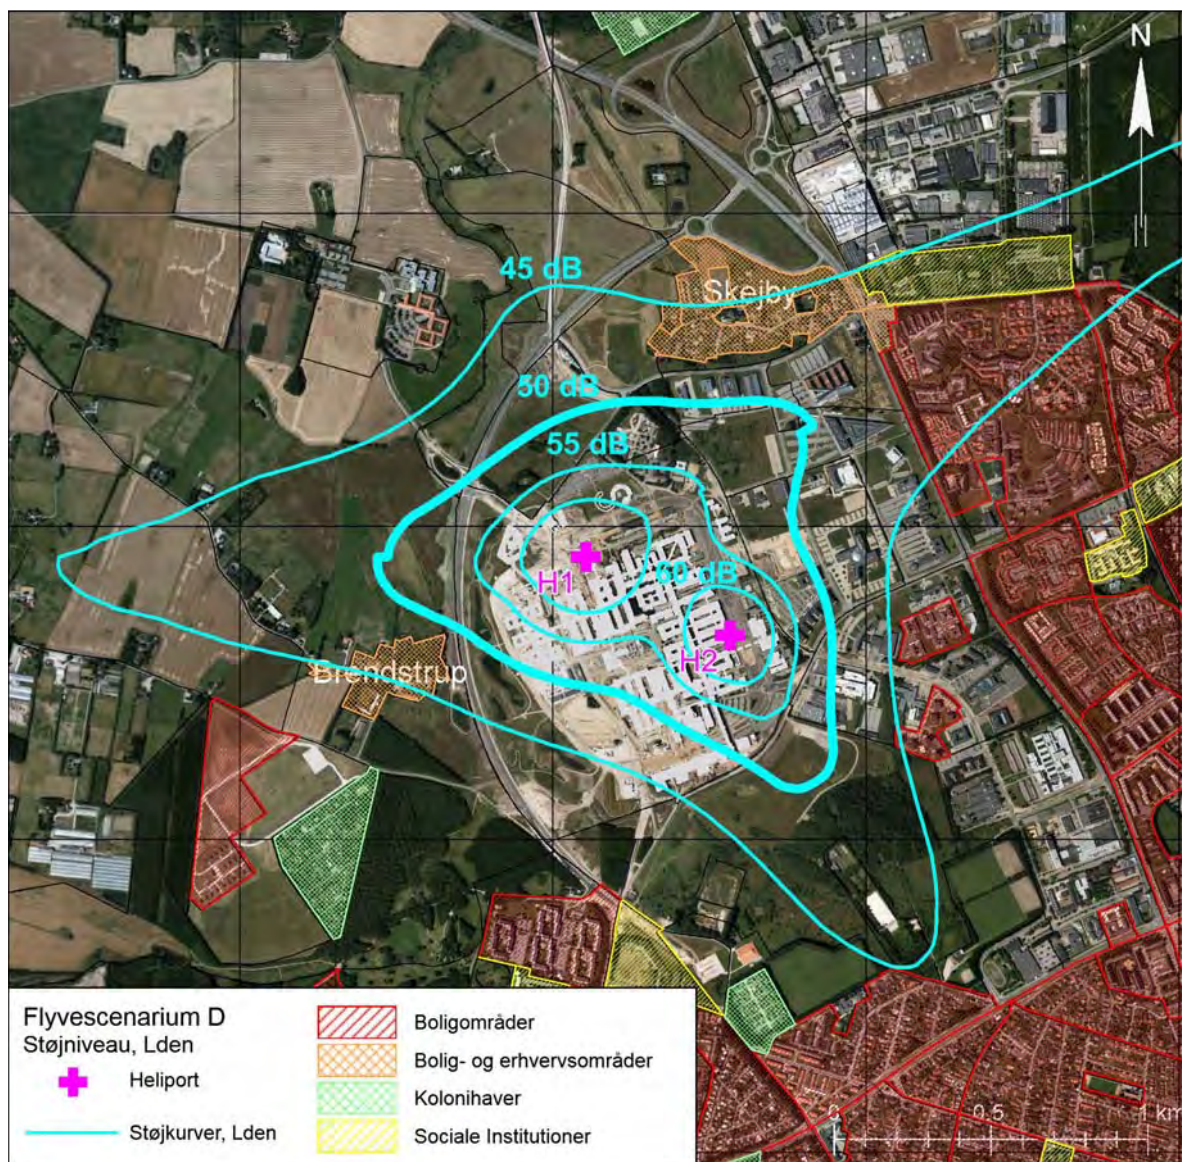 N
45 dB
Skejby
50 dB
55 dB
60 dB
H1
H2
Brendstrup
Flyvescenarium D
Støjniveau, Lden
Heliport
Støjkurver, Lden
Boligområder
Bolig- og erhvervsområder
Kolonihaver
Sociale Institutioner
0 0,5 1 km